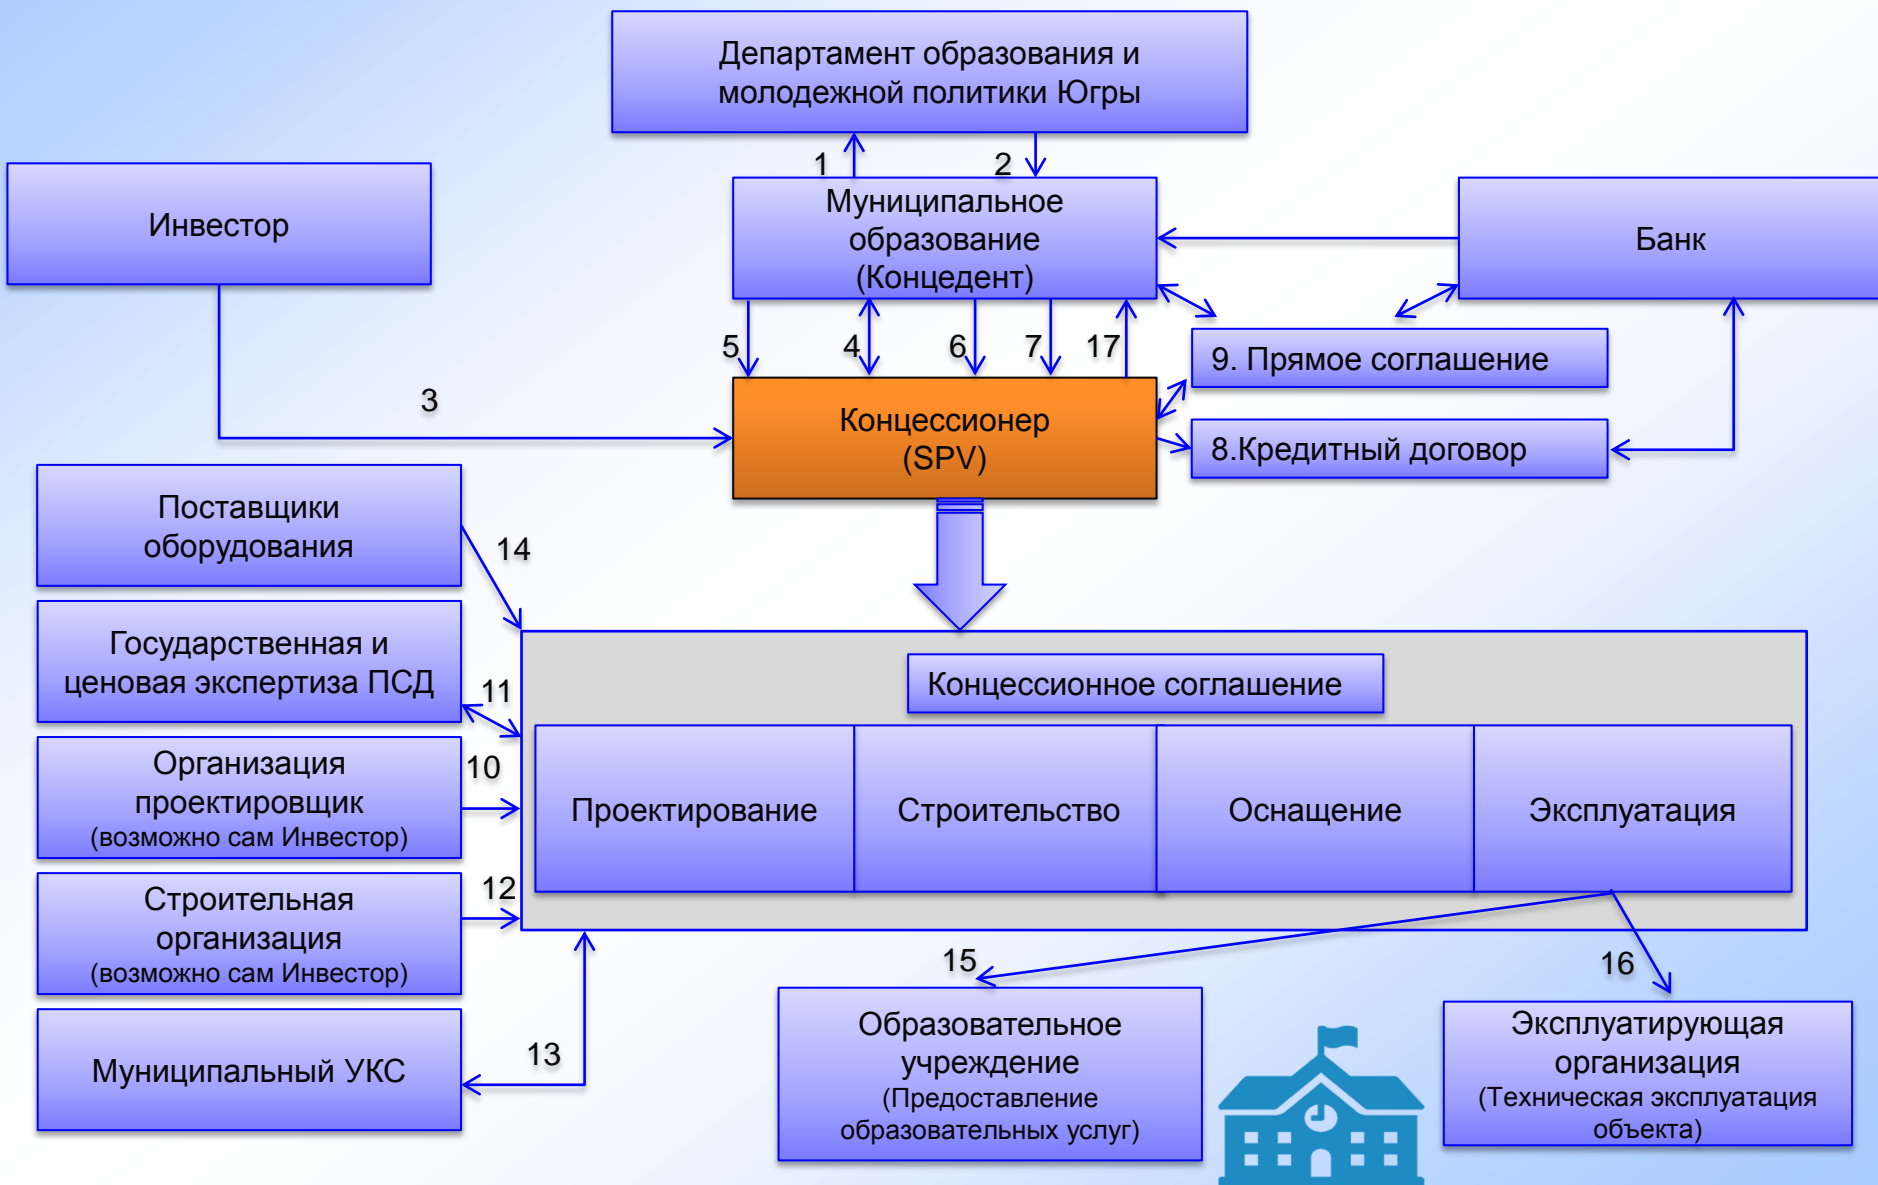 Департамент образования и
молодежной политики Югры
1
2
Инвестор
Муниципальное
образование
(Концедент)
Банк
5
4
6
7
17
9. Прямое соглашение
3
Концессионер
(SPV)
8.Кредитный договор
Поставщики
оборудования
14
Государственная и
ценовая экспертиза ПСД
11
Концессионное соглашение
Организация
проектировщик
(возможно сам Инвестор)
10
Проектирование
Строительство
Оснащение
Эксплуатация
Строительная
организация
(возможно сам Инвестор)
12
15
16
Муниципальный УКС
13
Образовательное
учреждение
(Предоставление
образовательных услуг)
Эксплуатирующая
организация
(Техническая эксплуатация
объекта)